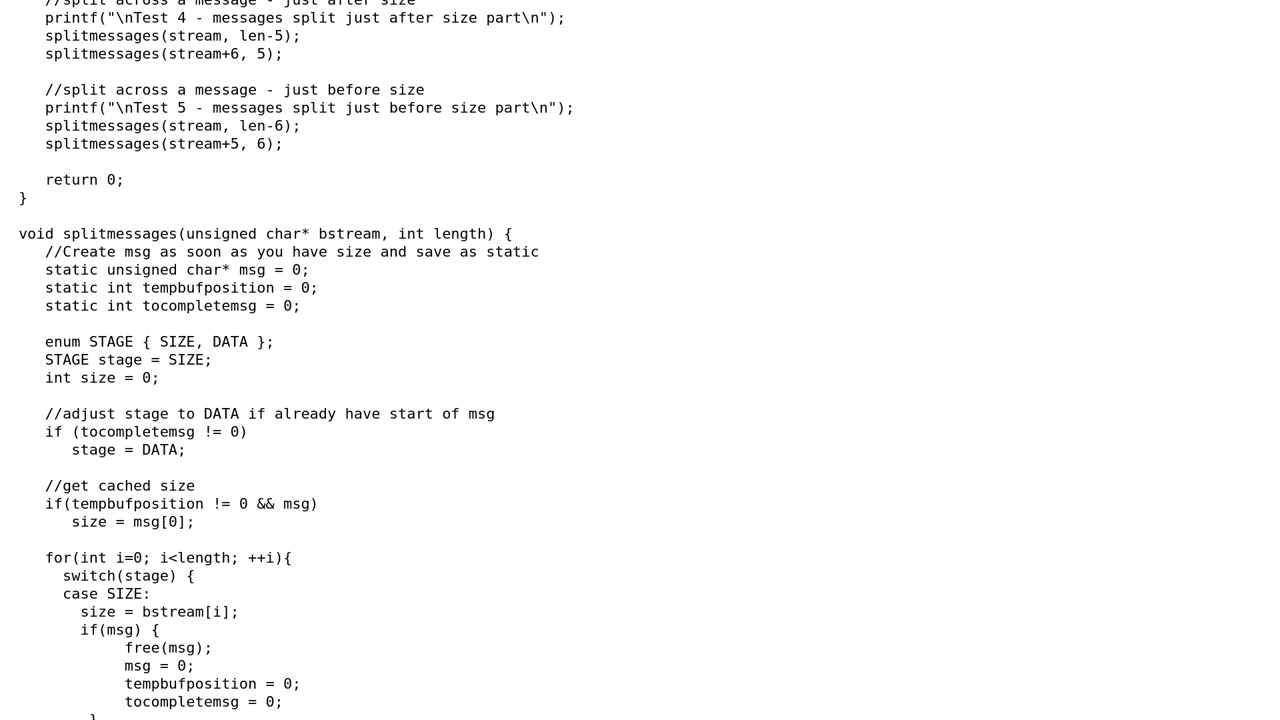 //split across a message - just after size
printf("\nTest 4 - messages split just after size part\n");
splitmessages(stream, len-5);
splitmessages(stream+6, 5);

//split across a message - just before size
printf("\nTest 5 - messages split just before size part\n");
splitmessages(stream, len-6);
splitmessages(stream+5, 6);

return 0;
}

void splitmessages(unsigned char* bstream, int length) {
//Create msg as soon as you have size and save as static
static unsigned char* msg = 0;
static int tempbufposition = 0;
static int tocompletemsg = 0;

enum STAGE { SIZE, DATA };
STAGE stage = SIZE;
int size = 0;

//adjust stage to DATA if already have start of msg
if (tocompletemsg != 0)
stage = DATA;

//get cached size
if(tempbufposition != 0 && msg)
size = msg[0];

for(int i=0; i<length; ++i){
switch(stage) {
case SIZE:
size = bstream[i];
if(msg) {
free(msg);
msg = 0;
tempbufposition = 0;
tocompletemsg = 0;
}